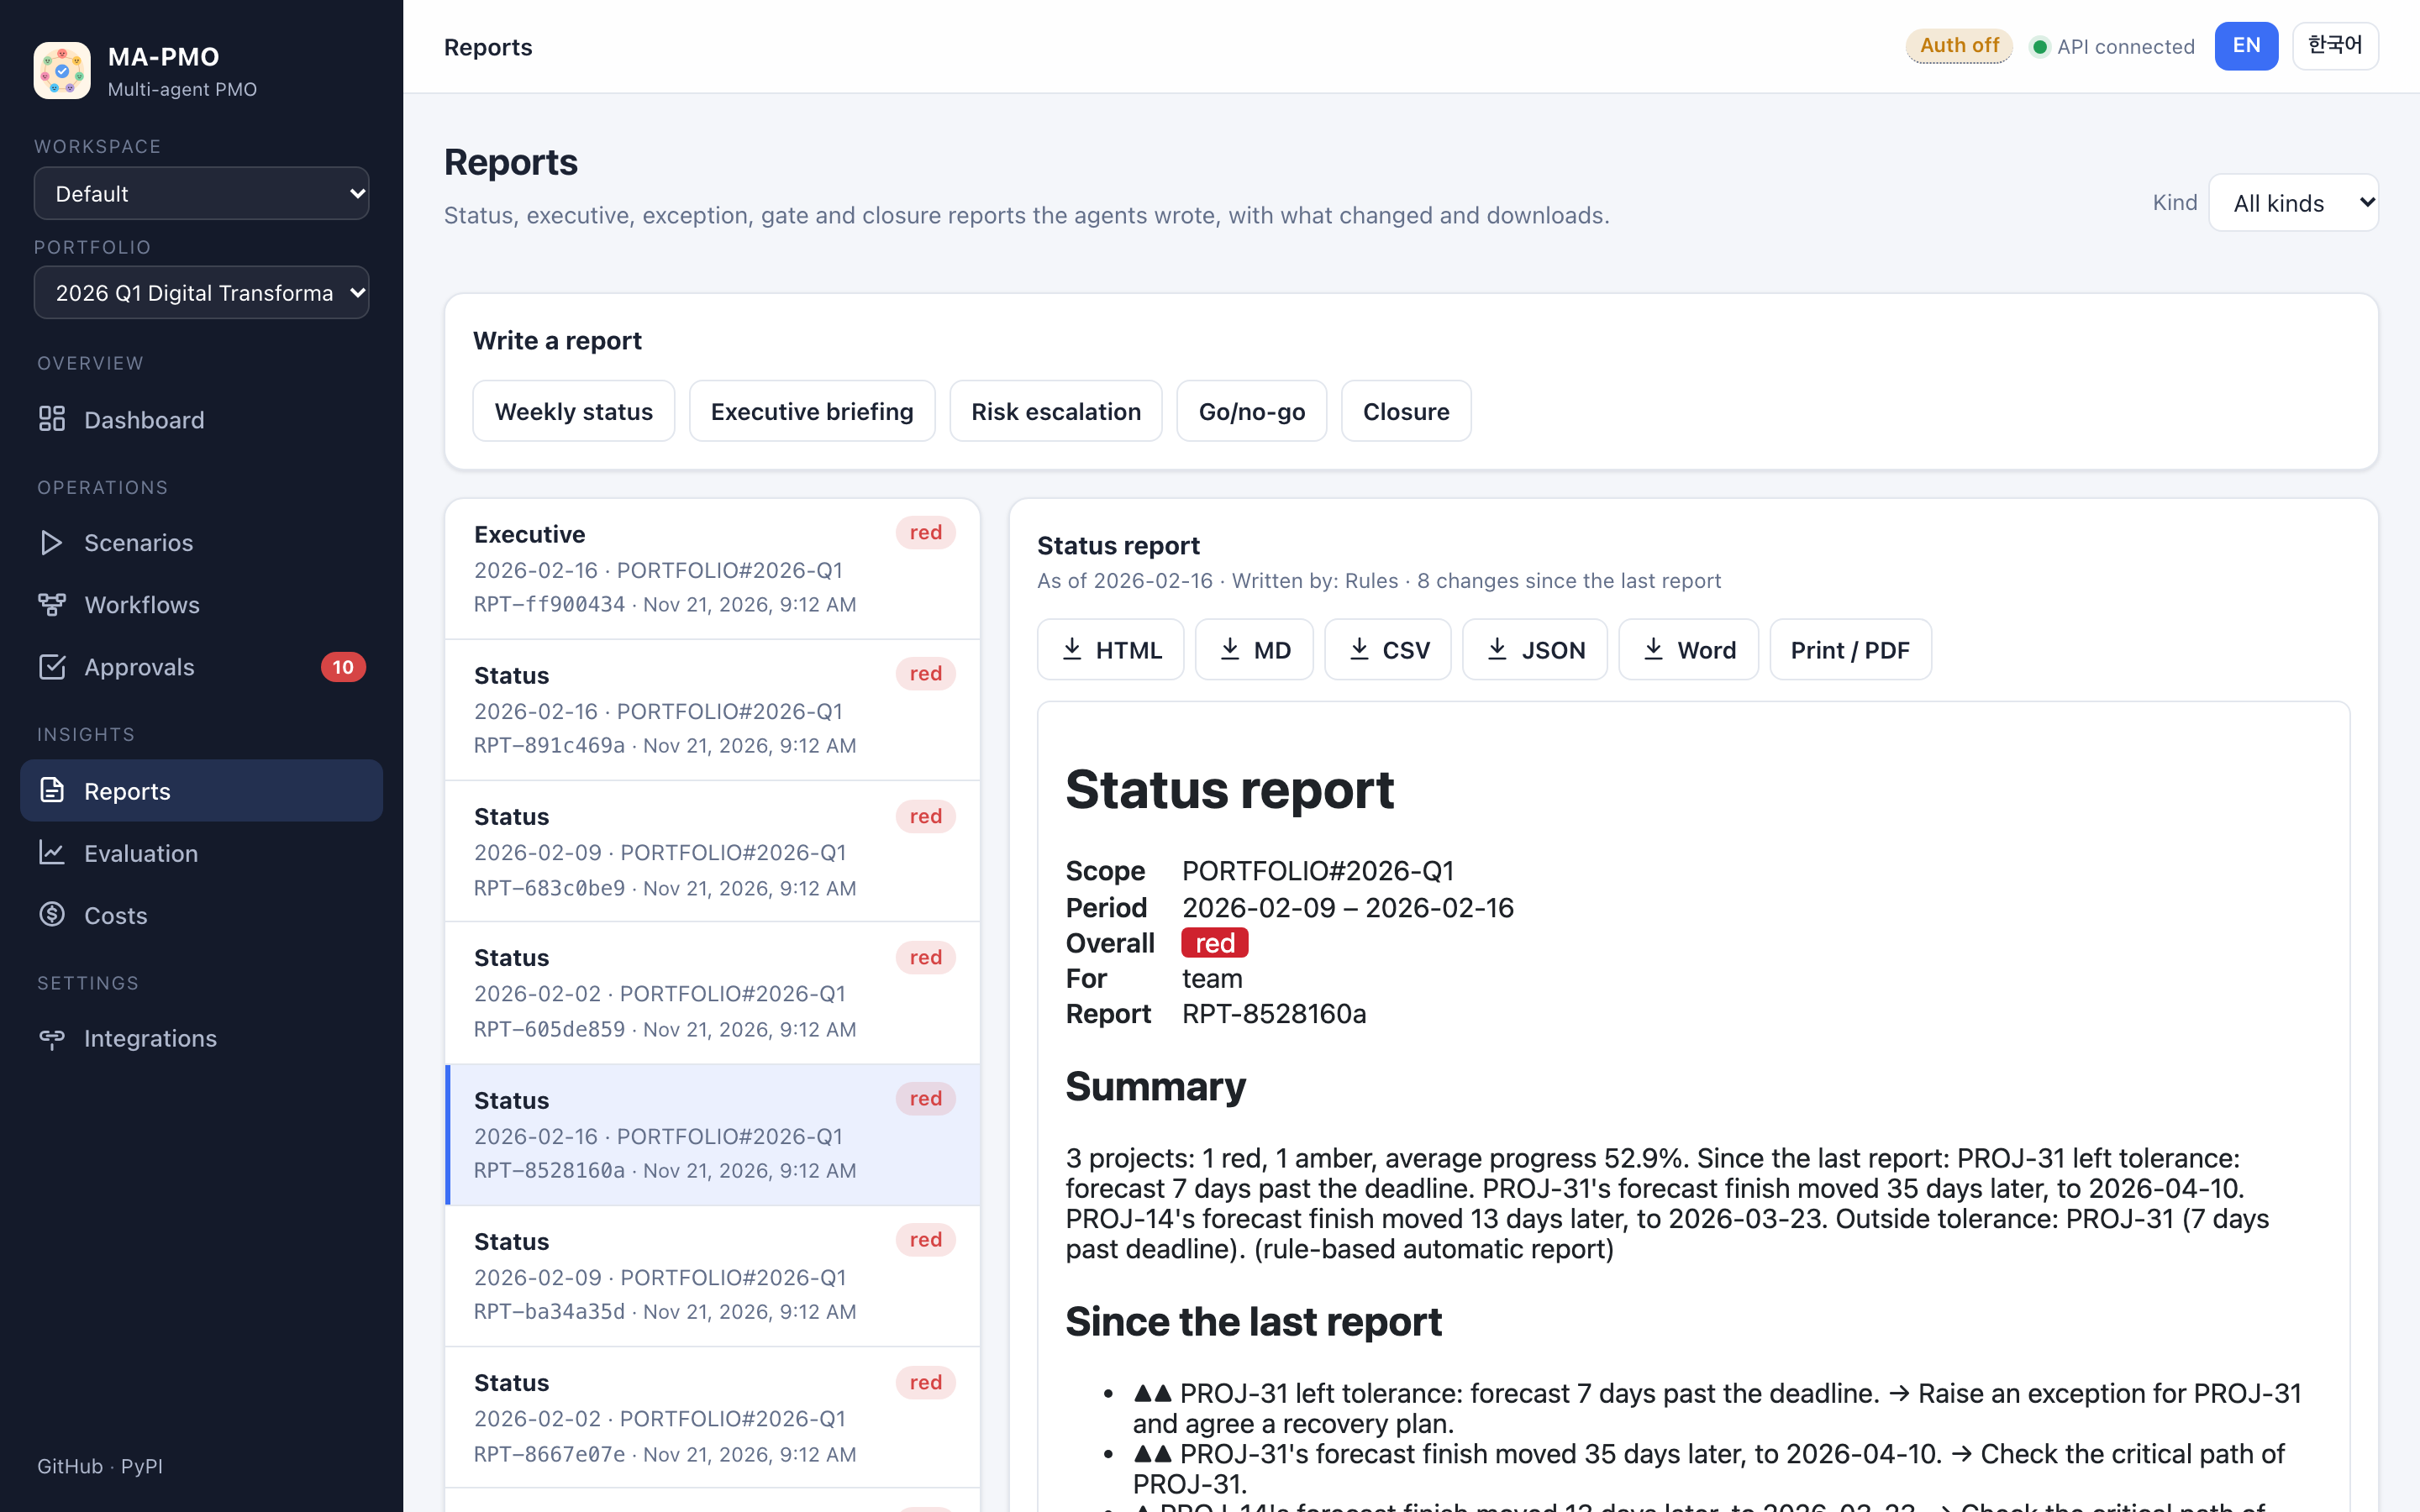 MA-PMO
Multi-agent PMO
WORKSPACE
Default
PORTFOLIO
2026 Q1 Digital Transforma
OVERVIEW
Dashboard
OPERATIONS
Scenarios
Workflows
Approvals 10
INSIGHTS
Reports
Evaluation
Costs
SETTINGS
Integrations
GitHub · PyPI
Reports
Auth off
API connected
EN
한국어
Reports
Status, executive, exception, gate and closure reports the agents wrote, with what changed and downloads.
Kind All kinds
Write a report
Weekly status
Executive briefing
Risk escalation
Go/no-go
Closure
Executive red
2026-02-16 · PORTFOLIO#2026-Q1
RPT-ff900434 · Nov 21, 2026, 9:12 AM
Status red
2026-02-16 · PORTFOLIO#2026-Q1
RPT-891c469a · Nov 21, 2026, 9:12 AM
Status red
2026-02-09 · PORTFOLIO#2026-Q1
RPT-683c0be9 · Nov 21, 2026, 9:12 AM
Status red
2026-02-02 · PORTFOLIO#2026-Q1
RPT-605de859 · Nov 21, 2026, 9:12 AM
Status red
2026-02-16 · PORTFOLIO#2026-Q1
RPT-8528160a · Nov 21, 2026, 9:12 AM
Status red
2026-02-09 · PORTFOLIO#2026-Q1
RPT-ba34a35d · Nov 21, 2026, 9:12 AM
Status red
2026-02-02 · PORTFOLIO#2026-Q1
RPT-8667e07e · Nov 21, 2026, 9:12 AM
Status report
As of 2026-02-16 · Written by: Rules · 8 changes since the last report
HTML
MD
CSV
JSON
Word
Print / PDF
Status report
Scope PORTFOLIO#2026-Q1
Period 2026-02-09 – 2026-02-16
Overall red
For team
Report RPT-8528160a
Summary
3 projects: 1 red, 1 amber, average progress 52.9%. Since the last report: PROJ-31 left tolerance:
forecast 7 days past the deadline. PROJ-31's forecast finish moved 35 days later, to 2026-04-10.
PROJ-14's forecast finish moved 13 days later, to 2026-03-23. Outside tolerance: PROJ-31 (7 days
past deadline). (rule-based automatic report)
Since the last report
• ▲▲ PROJ-31 left tolerance: forecast 7 days past the deadline. → Raise an exception for PROJ-31
and agree a recovery plan.
• ▲▲ PROJ-31's forecast finish moved 35 days later, to 2026-04-10. → Check the critical path of
PROJ-31.
• ▲ PROJ-14's forecast finish moved 13 days later, to 2026-03-23. → Check the critical path of